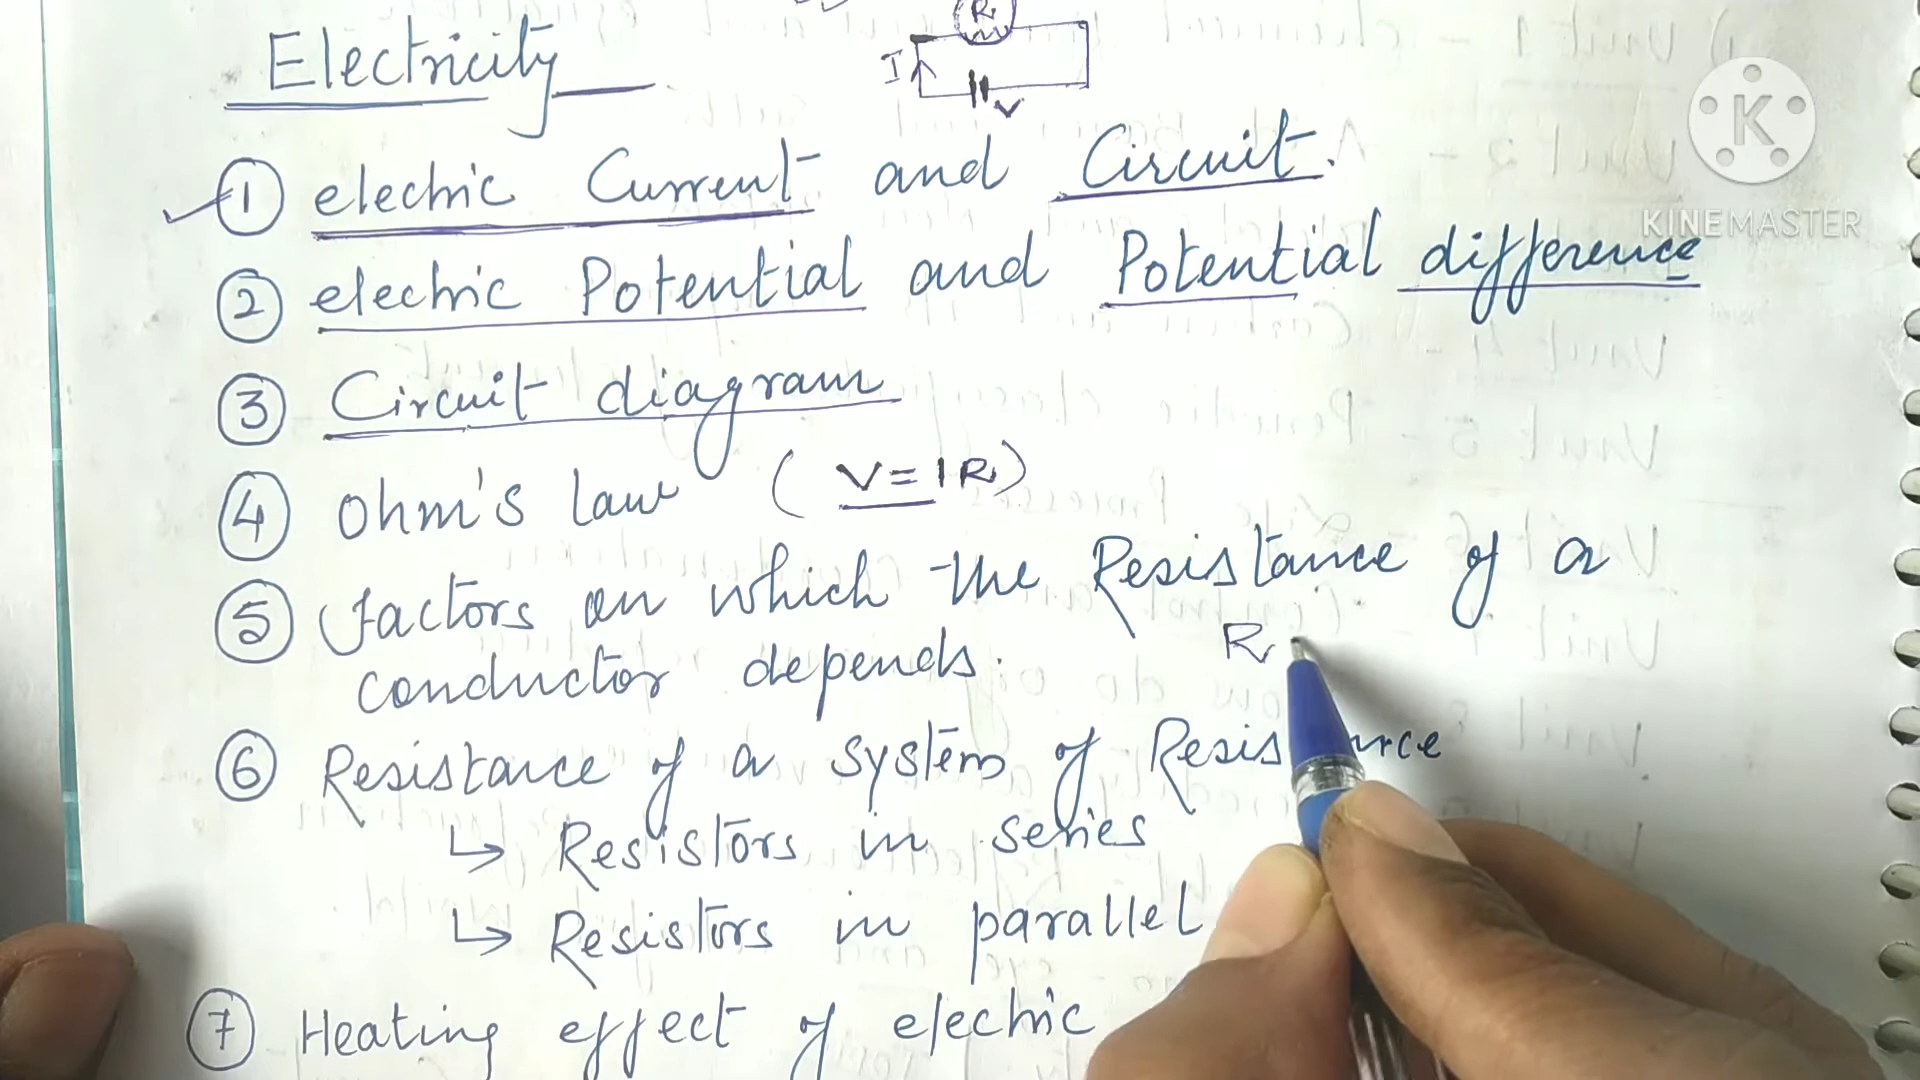 R
Electricity
I
V
① electric Current and Circuit.
② electric Potential and Potential difference
③ Circuit diagram
④ Ohm's law ( V=IR )
⑤ Factors on which the Resistance of a
conductor depends.
R
⑥ Resistance of a system of
↳ Resistors in series
↳ Resistors in parallel
⑦ Heating effect of electric
K
KINEMASTER